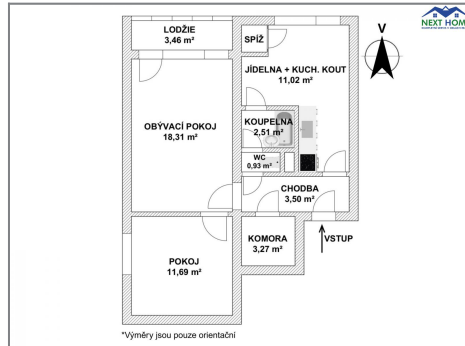 NEXT HOM
LODŽIE
3,46 m²
SPÍŽ
V
JÍDELNA + KUCH. KOUT
11,02 m²
OBÝVACÍ POKOJ
18,31 m²
KOUPELNA
2,51 m²
WC
0,93 m²
CHODBA
3,50 m²
KOMORA
3,27 m²
VSTUP
POKOJ
11,69 m²
*Výměry jsou pouze orientační